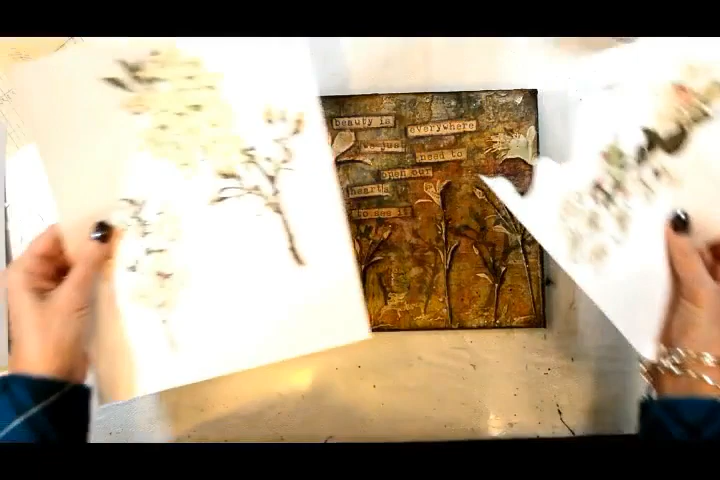 beauty is
everywhere
we just
need to
open our
hearts
to see it